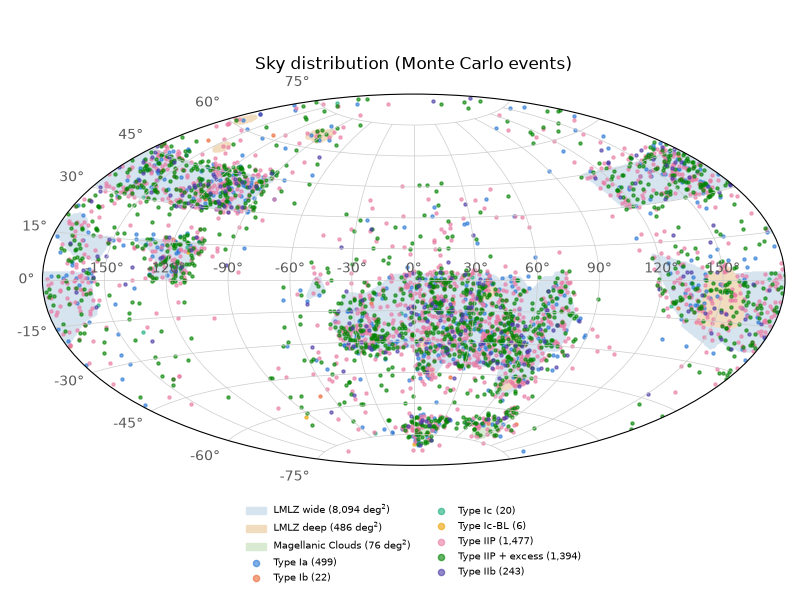 Sky distribution (Monte Carlo events)
75°
60°
45°
30°
15°
0°
-15°
-30°
-45°
-60°
-75°
-150° -120° -90° -60° -30° 0° 30° 60° 90° 120° 150°
LMLZ wide (8,094 deg²)
LMLZ deep (486 deg²)
Magellanic Clouds (76 deg²)
Type Ia (499)
Type Ib (22)
Type Ic (20)
Type Ic-BL (6)
Type IIP (1,477)
Type IIP + excess (1,394)
Type IIb (243)